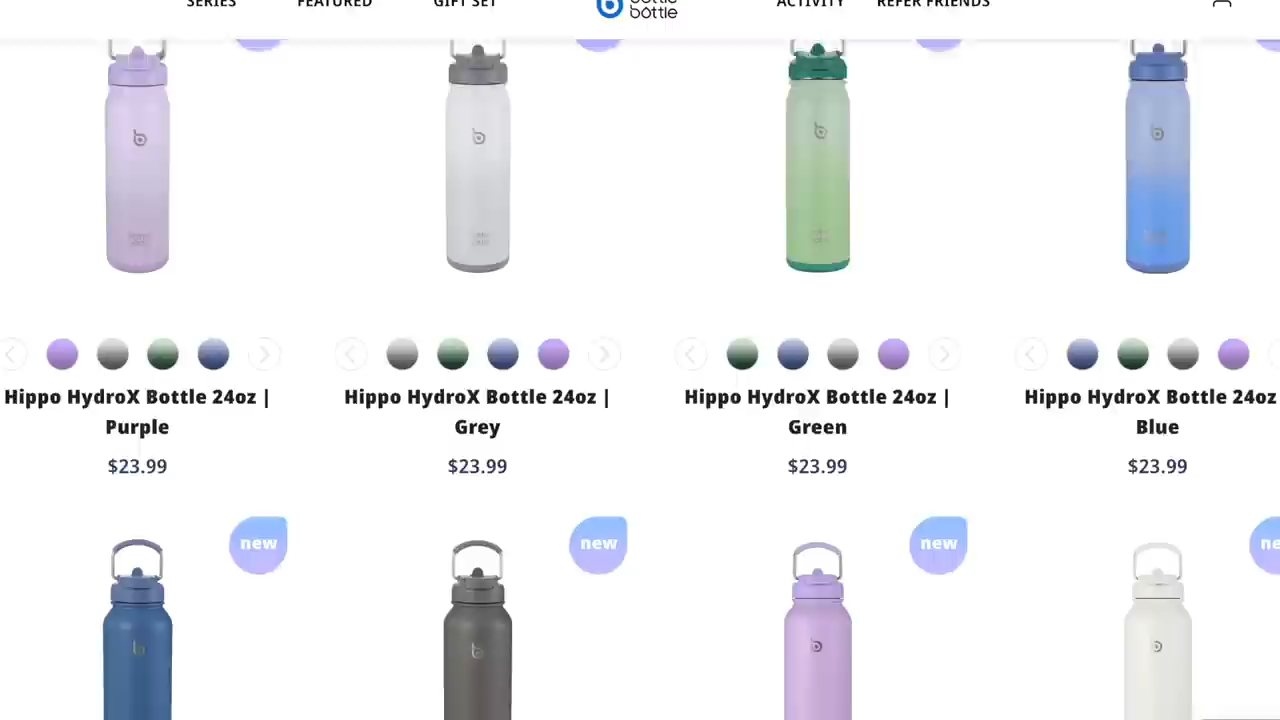 SERIES FEATURED GIFT SET ACTIVITY REFER FRIENDS
bottle
bottle
Hippo HydroX Bottle 24oz |
Purple
$23.99
Hippo HydroX Bottle 24oz |
Grey
$23.99
Hippo HydroX Bottle 24oz |
Green
$23.99
Hippo HydroX Bottle 24oz
Blue
$23.99
new
new
new
ne